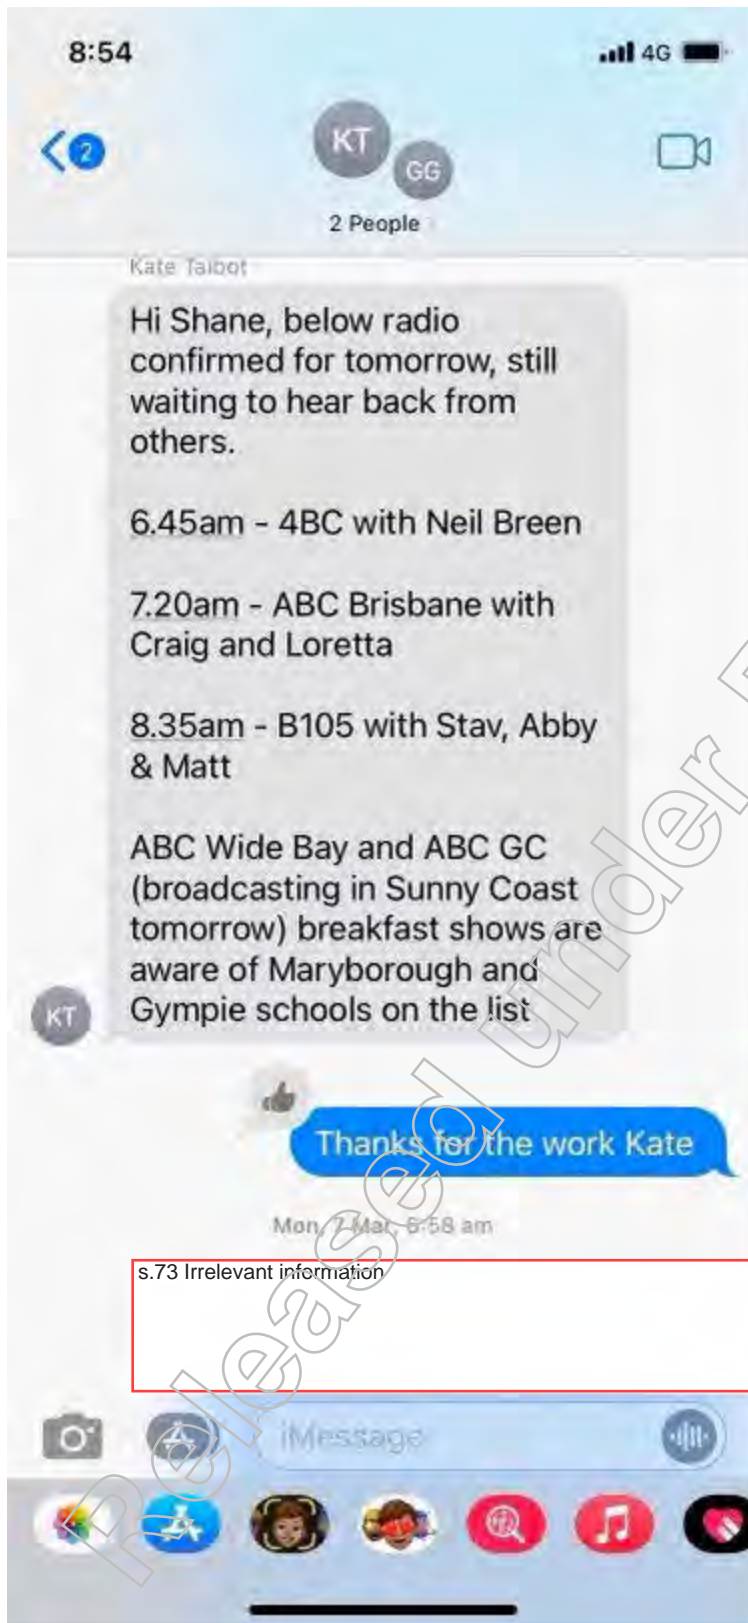 8:54
4G
2
KT
GG
2 People
Kate Talbot
Hi Shane, below radio
confirmed for tomorrow, still
waiting to hear back from
others.
6.45am - 4BC with Neil Breen
7.20am - ABC Brisbane with
Craig and Loretta
8.35am - B105 with Stav, Abby
& Matt
ABC Wide Bay and ABC GC
(broadcasting in Sunny Coast
tomorrow) breakfast shows are
aware of Maryborough and
Gympie schools on the list
KT
Thanks for the work Kate
Mon, 7 Mar, 6:58 am
s.73 Irrelevant information
iMessage
Released under